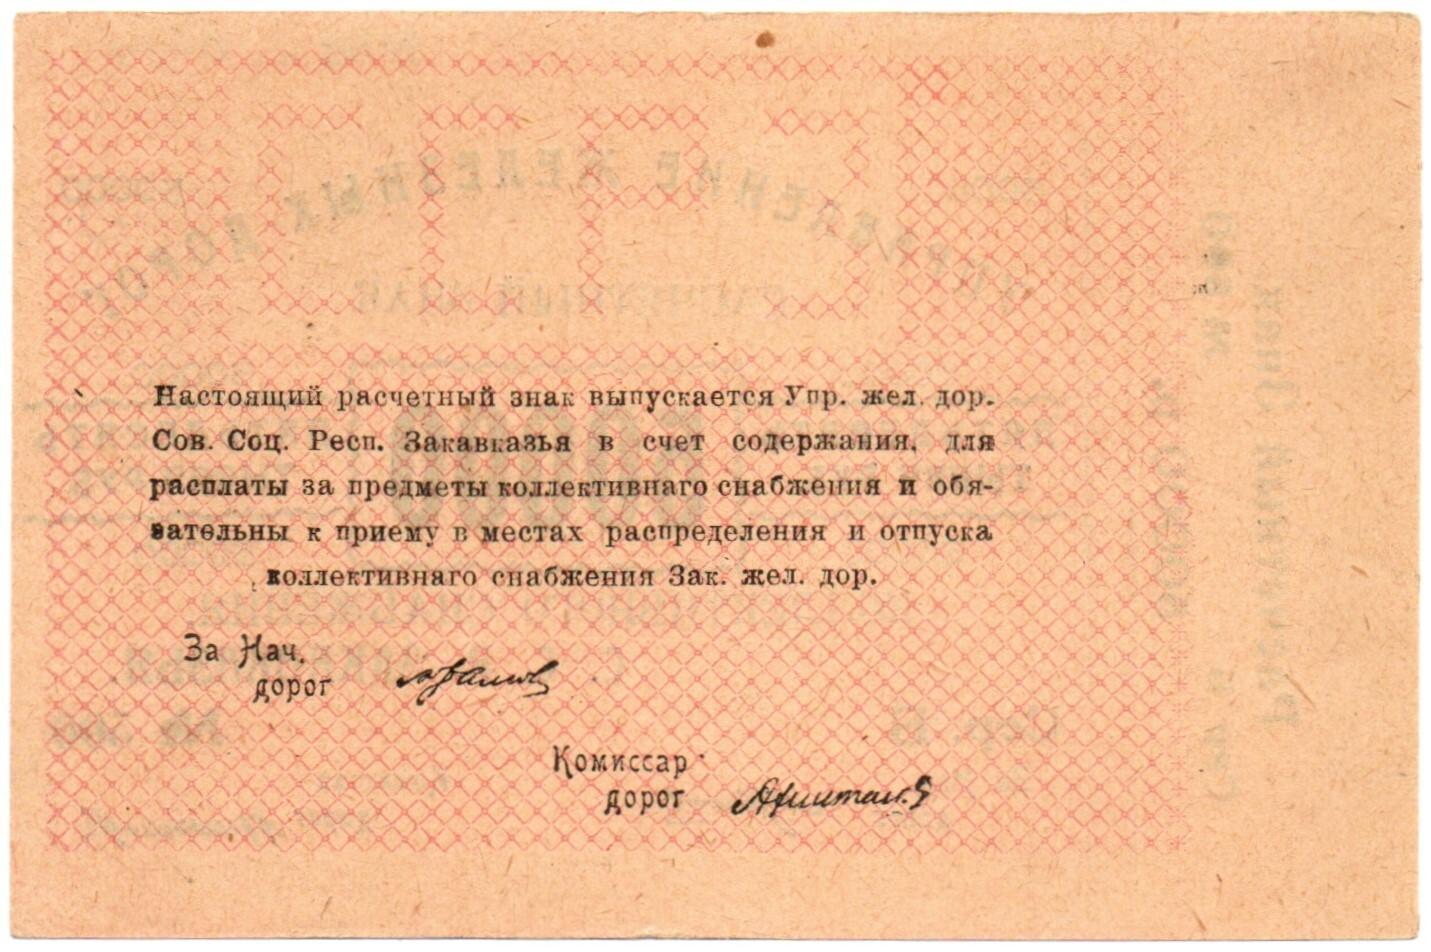 Настоящий расчетный знак выпускается Упр. жел. дор.
Сов. Соц. Респ. Закавказья в счет содержания, для
расплаты за предметы коллективнаго снабжения и обя-
зательны к приему в местах распределения и отпуска
коллективнаго снабжения Зак. жел. дор.
За Нач.
дорог
Комиссар
дорог